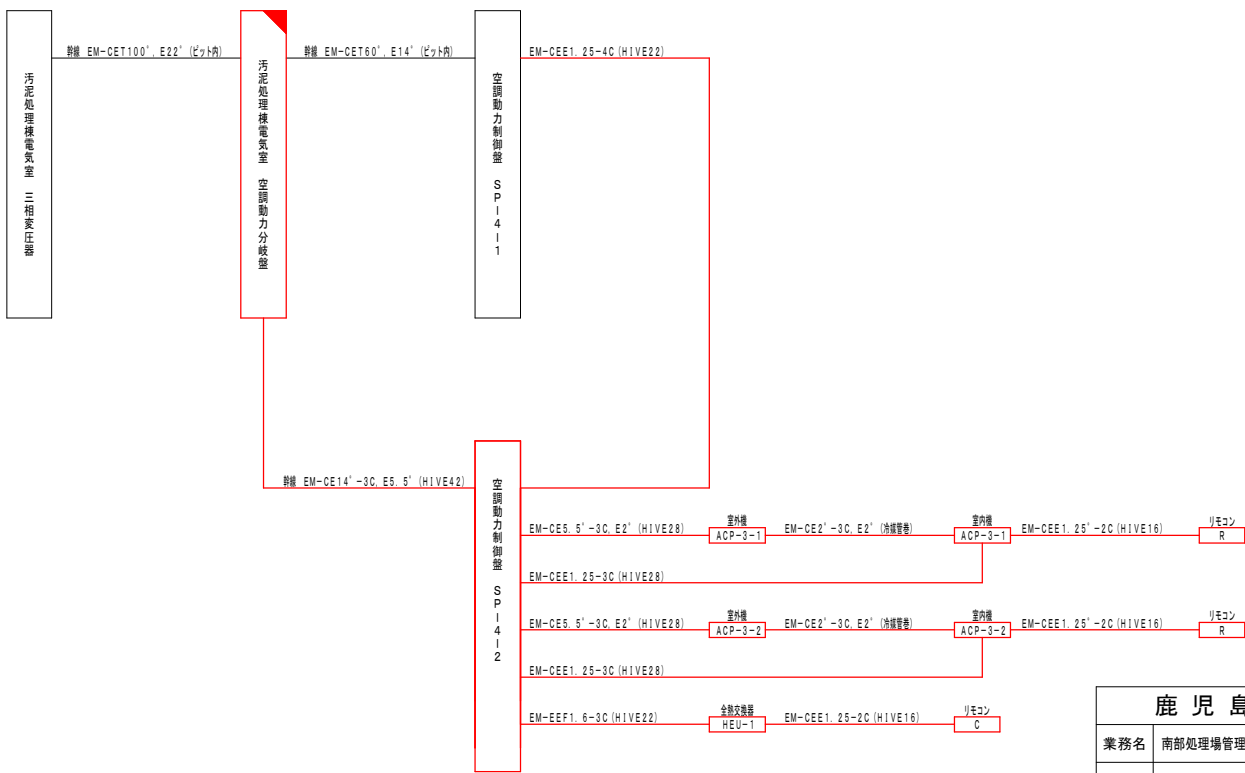 幹線 EM-CET100゜, E22゜ (ピット内)
幹線 EM-CET60゜, E14゜ (ピット内)
EM-CEE1.25-4C(HIVE22)
汚泥処理棟電気室 三相変圧器
汚泥処理棟電気室 空調動力分岐盤
空調動力制御盤 SP-4-1
幹線 EM-CE14゜-3C, E5.5゜ (HIVE42)
空調動力制御盤 SP-4-2
EM-CE5.5゜-3C, E2゜ (HIVE28)
室外機
ACP-3-1
EM-CE2゜-3C, E2゜ (冷媒管巻)
室内機
ACP-3-1
EM-CEE1.25゜-2C(HIVE16)
リモコン
R
EM-CEE1.25-3C(HIVE28)
EM-CE5.5゜-3C, E2゜ (HIVE28)
室外機
ACP-3-2
EM-CE2゜-3C, E2゜ (冷媒管巻)
室内機
ACP-3-2
EM-CEE1.25゜-2C(HIVE16)
リモコン
R
EM-CEE1.25-3C(HIVE28)
EM-EEF1.6-3C(HIVE22)
全熱交換器
HEU-1
EM-CEE1.25-2C(HIVE16)
リモコン
C
鹿児島
業務名 南部処理場管理